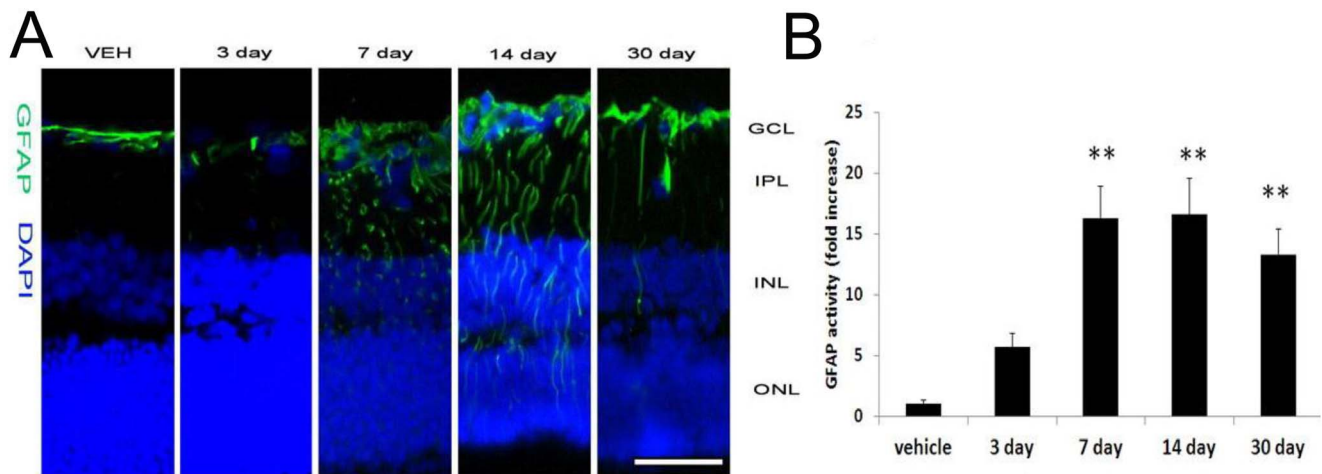 A
VEH
3 day
7 day
14 day
30 day
GFAP
DAPI
GCL
IPL
INL
ONL
B
GFAP activity (fold increase)
25
20
15
10
5
0
**
**
**
vehicle
3 day
7 day
14 day
30 day